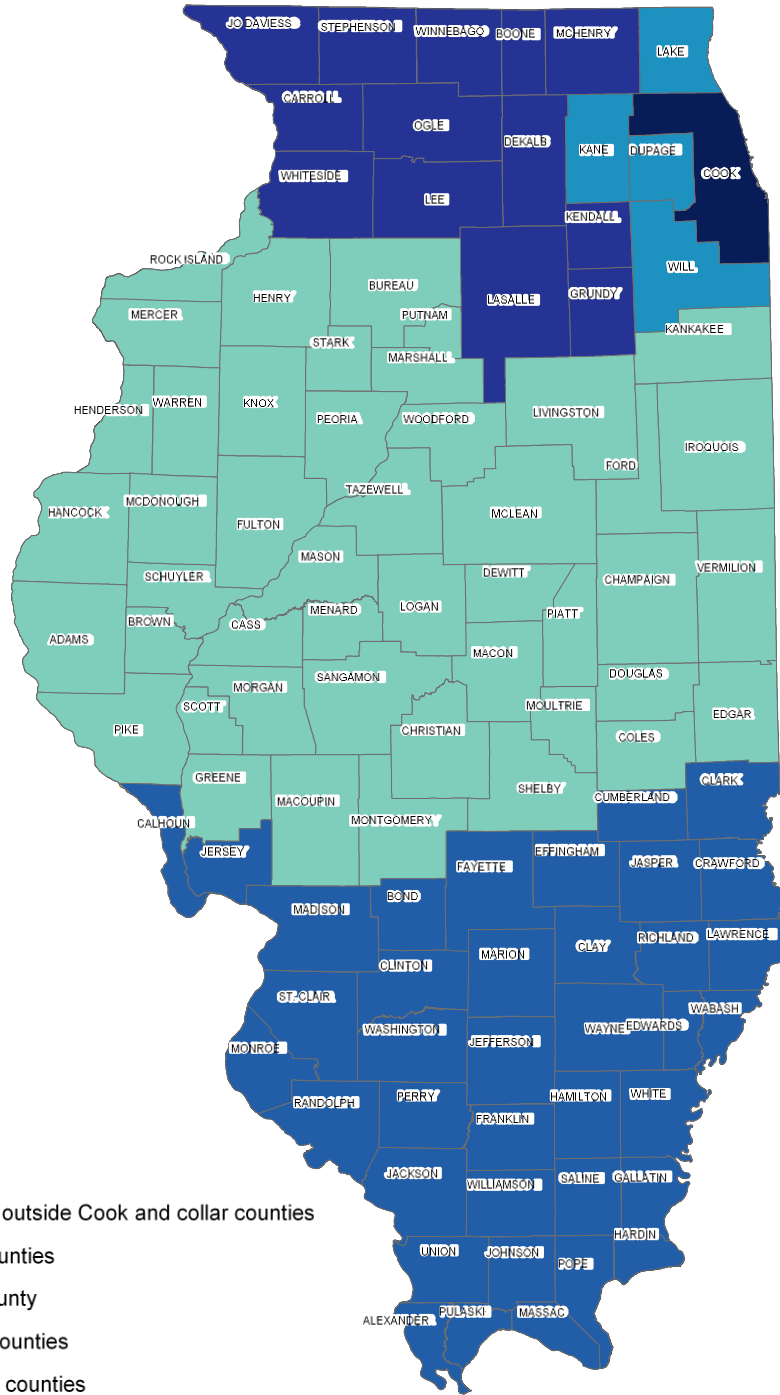 JO DAVIESS
STEPHENSON
WINNEBAGO
BOONE
MCHENRY
LAKE
CARROLL
OGLE
DEKALB
KANE
DUPAGE
COOK
WHITESIDE
LEE
KENDALL
ROCK ISLAND
HENRY
BUREAU
LASALLE
GRUNDY
WILL
MERCER
PUTNAM
KANKAKEE
STARK
MARSHALL
HENDERSON
WARREN
KNOX
PEORIA
WOODFORD
LIVINGSTON
IROQUOIS
FORD
HANCOCK
MCDONOUGH
TAZEWELL
MCLEAN
FULTON
MASON
SCHUYLER
DEWITT
CHAMPAIGN
VERMILION
ADAMS
BROWN
CASS
MENARD
LOGAN
PIATT
MACON
MORGAN
SANGAMON
DOUGLAS
SCOTT
MOULTRIE
EDGAR
PIKE
CHRISTIAN
COLES
GREENE
MACOUPIN
SHELBY
CLARK
CUMBERLAND
CALHOUN
MONTGOMERY
JERSEY
FAYETTE
EFFINGHAM
JASPER
CRAWFORD
MADISON
BOND
CLINTON
MARION
CLAY
RICHLAND
LAWRENCE
ST. CLAIR
WABASH
WASHINGTON
WAYNE
EDWARDS
MONROE
JEFFERSON
RANDOLPH
PERRY
HAMILTON
WHITE
FRANKLIN
JACKSON
WILLIAMSON
SALINE
GALLATIN
outside Cook and collar counties
HARDIN
UNION
JOHNSON
POPE
unties
unty
ALEXANDER
PULASKI
MASSAC
ounties
counties